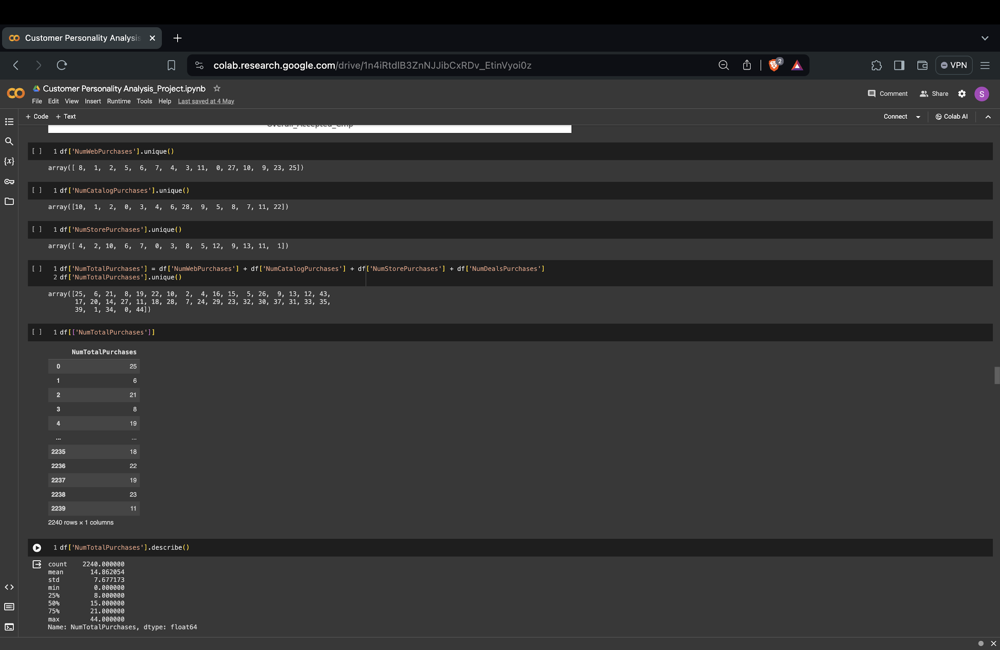 Customer Personality Analysis
colab.research.google.com/drive/1n4iRtdlB3ZnNJJibCxRDv_EtinVyoi0z
2
VPN
Customer Personality Analysis_Project.ipynb
Comment
Share
S
File Edit View Insert Runtime Tools Help Last saved at 4 May
+ Code + Text
Connect
Colab AI
Overall_Accepted_Cmp
[ ] 1 df['NumWebPurchases'].unique()
array([ 8, 1, 2, 5, 6, 7, 4, 3, 11, 0, 27, 10, 9, 23, 25])
[ ] 1 df['NumCatalogPurchases'].unique()
array([10, 1, 2, 0, 3, 4, 6, 28, 9, 5, 8, 7, 11, 22])
[ ] 1 df['NumStorePurchases'].unique()
array([ 4, 2, 10, 6, 7, 0, 3, 8, 5, 12, 9, 13, 11, 1])
[ ] 1 df['NumTotalPurchases'] = df['NumWebPurchases'] + df['NumCatalogPurchases'] + df['NumStorePurchases'] + df['NumDealsPurchases']
2 df['NumTotalPurchases'].unique()
array([25, 6, 21, 8, 19, 22, 10, 2, 4, 16, 15, 5, 26, 9, 13, 12, 43,
17, 20, 14, 27, 11, 18, 28, 7, 24, 29, 23, 32, 30, 37, 31, 33, 35,
39, 1, 34, 0, 44])
[ ] 1 df[['NumTotalPurchases']]
NumTotalPurchases
0 25
1 6
2 21
3 8
4 19
... ...
2235 18
2236 22
2237 19
2238 23
2239 11
2240 rows × 1 columns
1 df['NumTotalPurchases'].describe()
count 2240.000000
mean 14.862054
std 7.677173
min 0.000000
25% 8.000000
50% 15.000000
75% 21.000000
max 44.000000
Name: NumTotalPurchases, dtype: float64